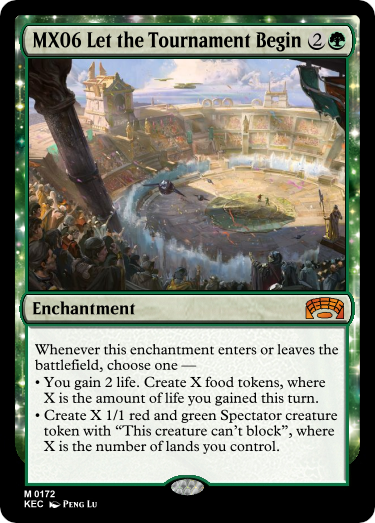 MX06 Let the Tournament Begin 2
Enchantment
Whenever this enchantment enters or leaves the
battlefield, choose one —
• You gain 2 life. Create X food tokens, where
X is the amount of life you gained this turn.
• Create X 1/1 red and green Spectator creature
token with “This creature can’t block”, where
X is the number of lands you control.
M 0172
KEC Peng Lu